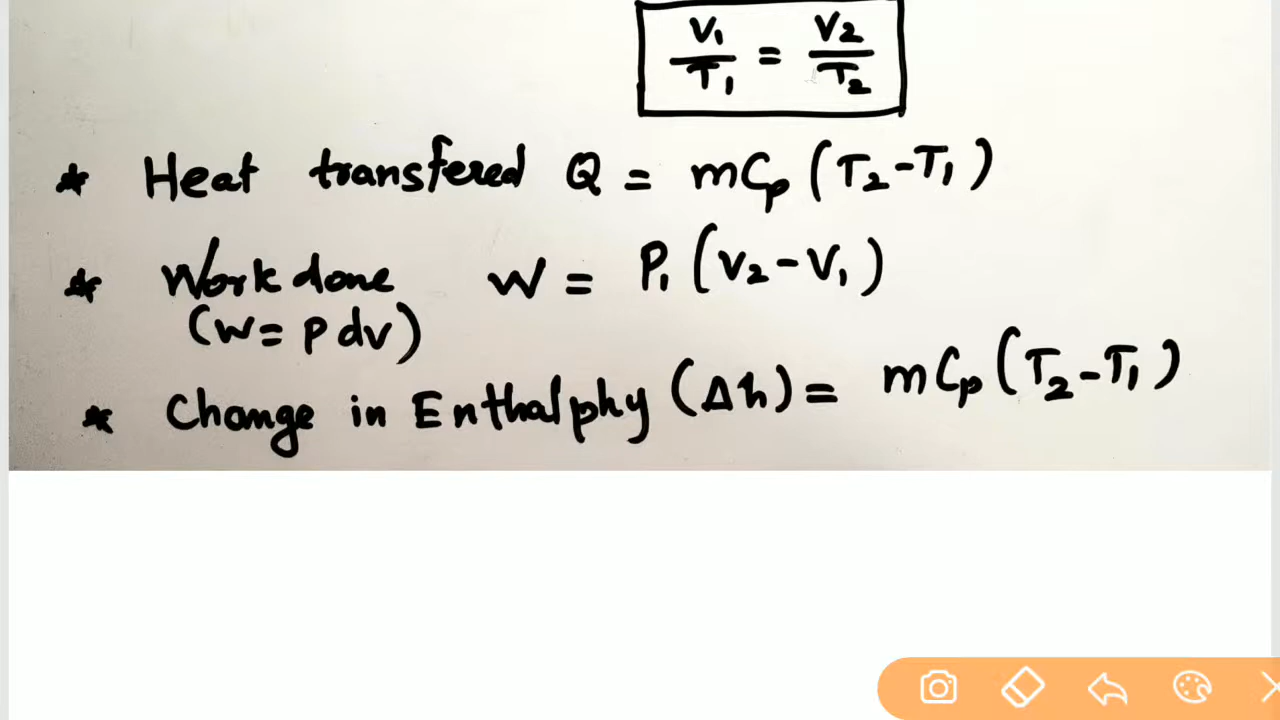 V₁/T₁ = V₂/T₂
* Heat transfered Q = mCp (T₂-T₁)
* Work done W = P₁ (V₂-V₁)
(W= P dv)
* Change in Enthalphy (Δh) = mCp (T₂-T₁)